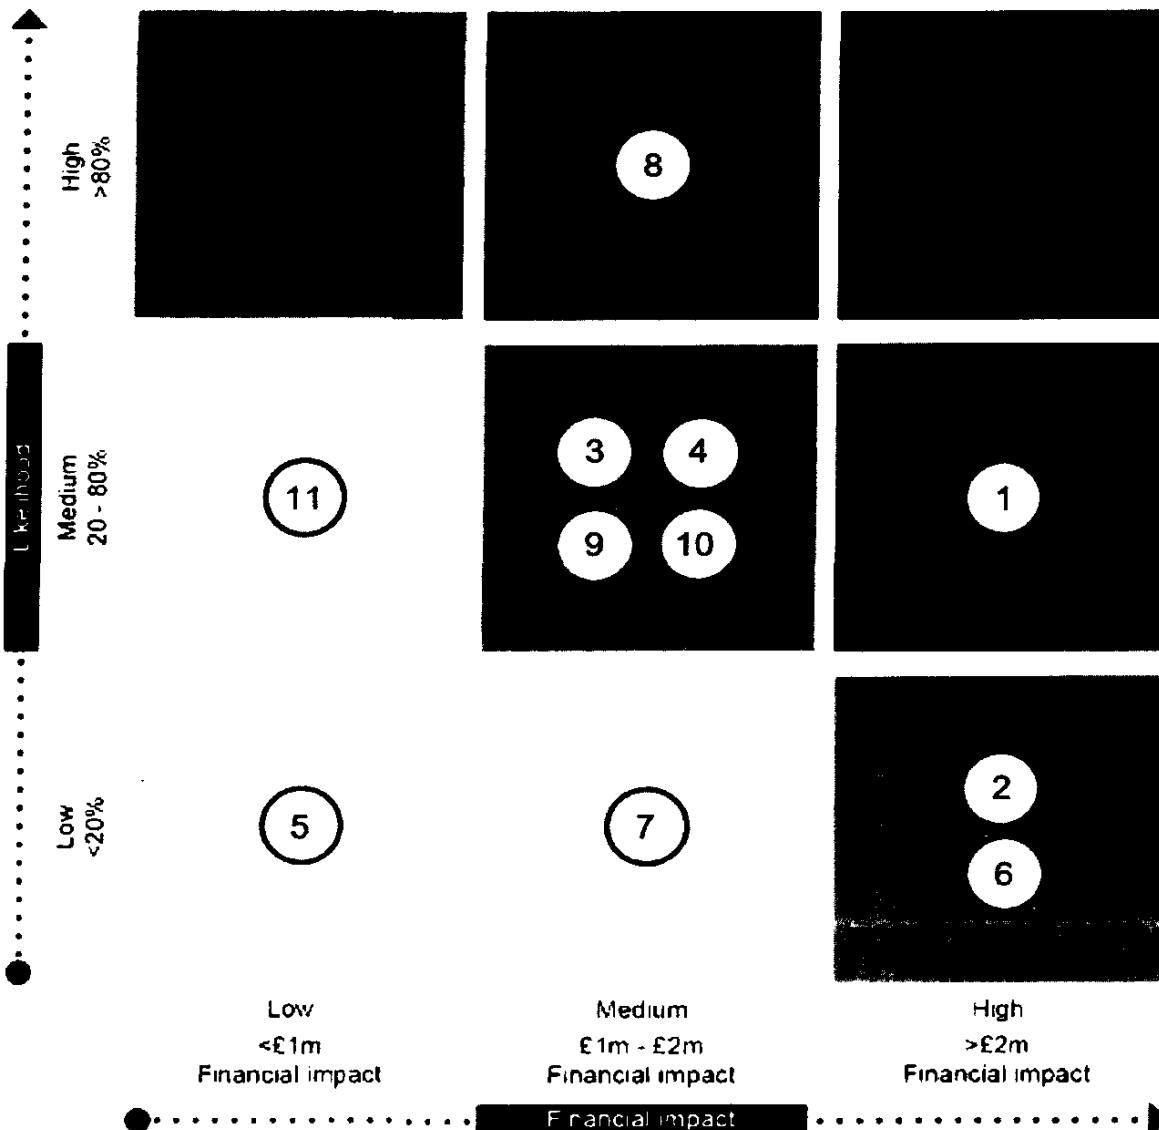 High
>80%
8
Likelihood
Medium
20 - 80%
11
3 4
9 10
1
Low
<20%
5
7
2
6
Low
<£1m
Financial impact
Medium
£1m - £2m
Financial impact
High
>£2m
Financial impact
Financial impact